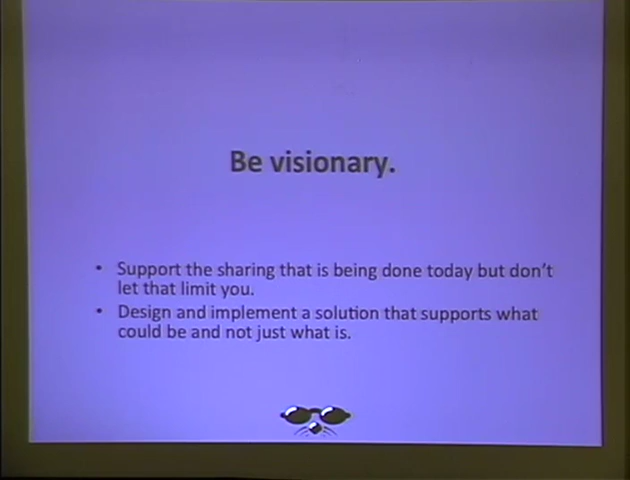 Be visionary.
• Support the sharing that is being done today but don't
let that limit you.
• Design and implement a solution that supports what
could be and not just what is.